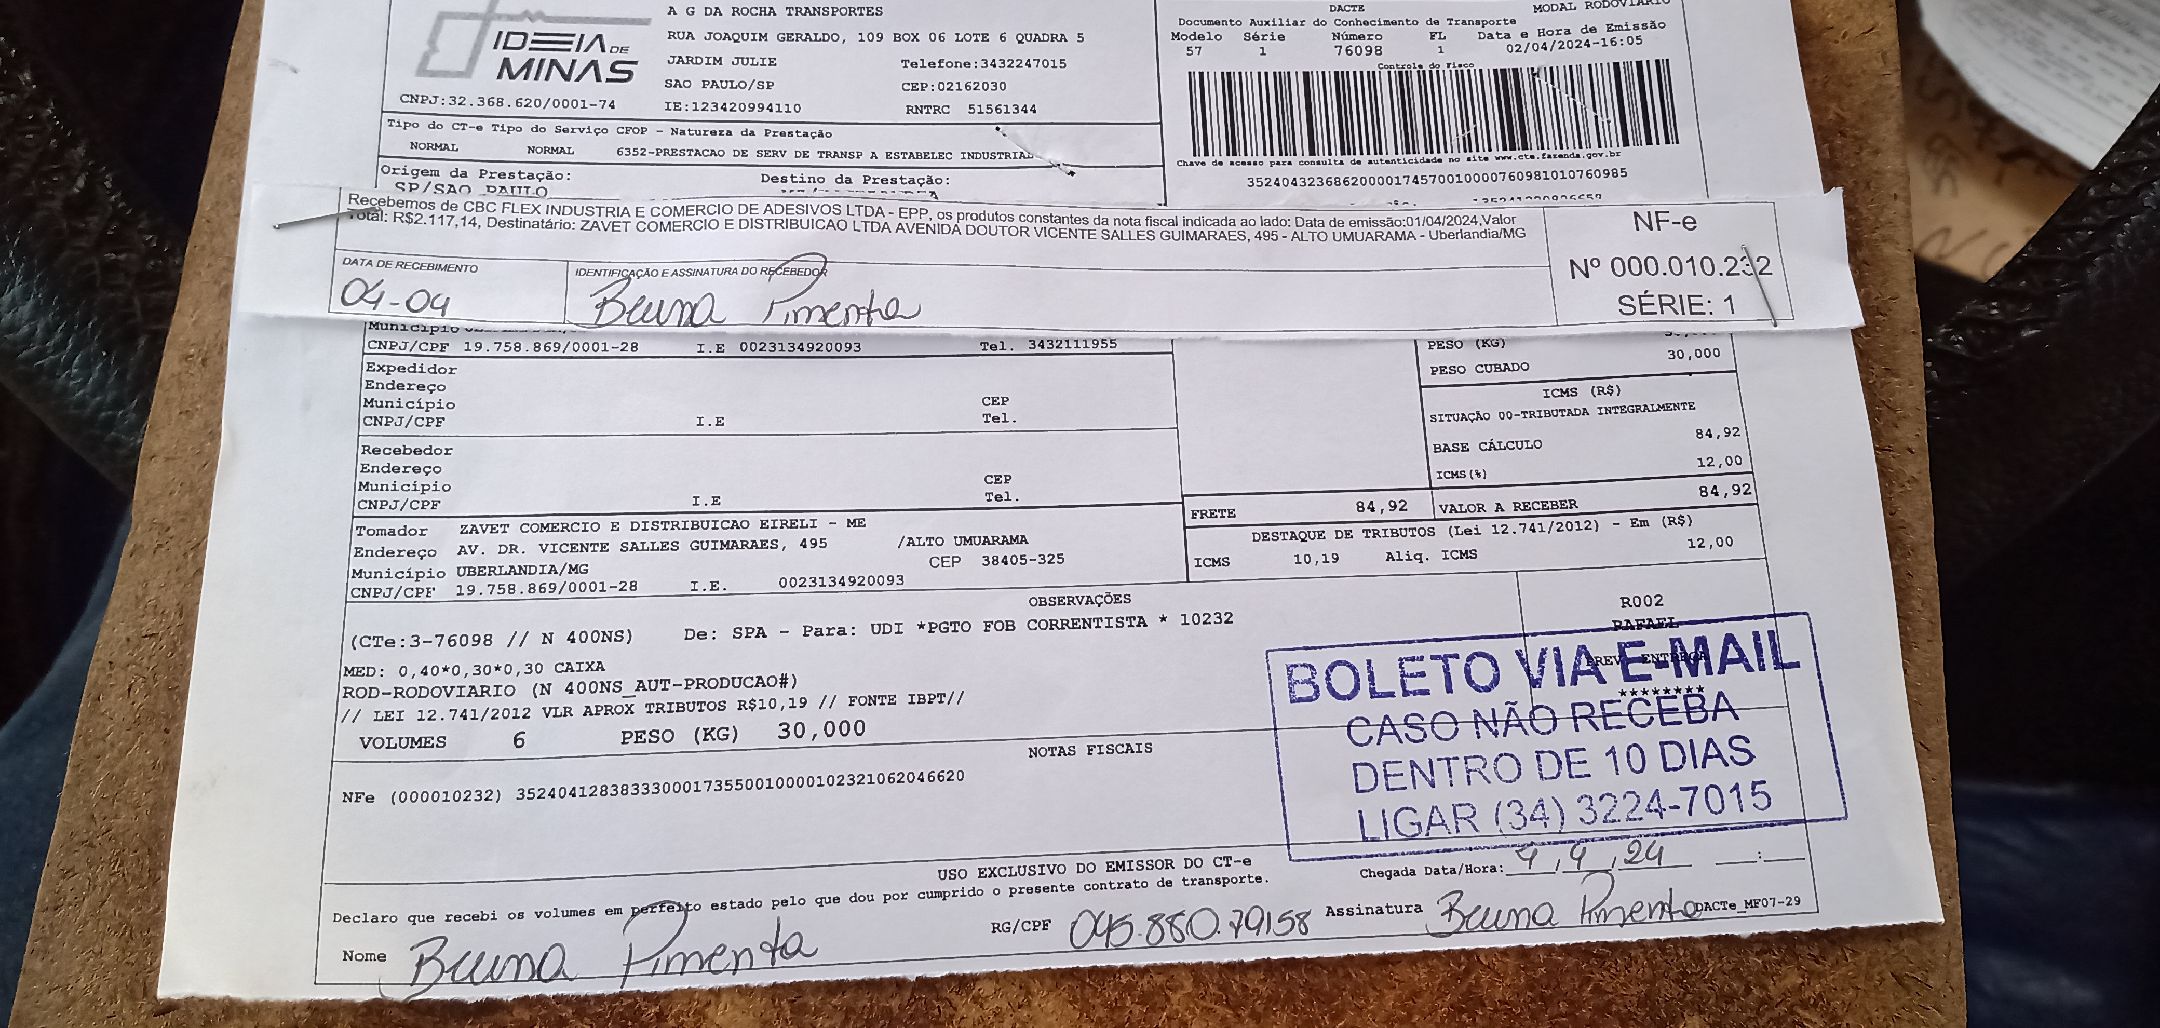 IDEIA DE
MINAS
CNPJ:32.368.620/0001-74
A G DA ROCHA TRANSPORTES
RUA JOAQUIM GERALDO, 109 BOX 06 LOTE 6 QUADRA 5
JARDIM JULIE Telefone:3432247015
SAO PAULO/SP CEP:02162030
IE:123420994110 RNTRC 51561344
DACTE MODAL RODOVIARIO
Documento Auxiliar do Conhecimento de Transporte
Modelo Série Número FL Data e Hora de Emissão
57 1 76098 1 02/04/2024-16:05
Controle do Fisco
Chave de acesso para consulta de autenticidade no site www.cte.fazenda.gov.br
35240432368620000174570010000760981010760985
Tipo do CT-e Tipo do Serviço CFOP - Natureza da Prestação
NORMAL NORMAL 6352-PRESTACAO DE SERV DE TRANSP A ESTABELEC INDUSTRIAL
Origem da Prestação: Destino da Prestação:
SP/SAO PAULO
Recebemos de CBC FLEX INDUSTRIA E COMERCIO DE ADESIVOS LTDA - EPP, os produtos constantes da nota fiscal indicada ao lado: Data de emissão:01/04/2024,Valor
Total: R$2.117,14, Destinatário: ZAVET COMERCIO E DISTRIBUICAO LTDA AVENIDA DOUTOR VICENTE SALLES GUIMARAES, 495 - ALTO UMUARAMA - Uberlandia/MG
DATA DE RECEBIMENTO IDENTIFICAÇÃO E ASSINATURA DO RECEBEDOR
04-04 Bruna Pimenta
NF-e
Nº 000.010.232
SÉRIE: 1
Município
CNPJ/CPF 19.758.869/0001-28 I.E 0023134920093 Tel. 3432111955
Expedidor
Endereço
Município CEP
CNPJ/CPF I.E Tel.
Recebedor
Endereço
Município CEP
CNPJ/CPF I.E Tel.
PESO (KG) 30,000
PESO CUBADO
ICMS (R$)
SITUAÇÃO 00-TRIBUTADA INTEGRALMENTE
BASE CÁLCULO 84,92
ICMS(%) 12,00
FRETE 84,92 VALOR A RECEBER 84,92
DESTAQUE DE TRIBUTOS (Lei 12.741/2012) - Em (R$)
ICMS 10,19 Aliq. ICMS 12,00
Tomador ZAVET COMERCIO E DISTRIBUICAO EIRELI - ME
Endereço AV. DR. VICENTE SALLES GUIMARAES, 495 /ALTO UMUARAMA
Município UBERLANDIA/MG CEP 38405-325
CNPJ/CPF 19.758.869/0001-28 I.E. 0023134920093
OBSERVAÇÕES
(CTe:3-76098 // N 400NS) De: SPA - Para: UDI *PGTO FOB CORRENTISTA * 10232
MED: 0,40*0,30*0,30 CAIXA
ROD-RODOVIARIO (N 400NS_AUT-PRODUCAO#)
// LEI 12.741/2012 VLR APROX TRIBUTOS R$10,19 // FONTE IBPT//
VOLUMES 6 PESO (KG) 30,000
R002
RAFAEL
PREV. ENTREGA
********
BOLETO VIA E-MAIL
CASO NÃO RECEBA
DENTRO DE 10 DIAS
LIGAR (34) 3224-7015
NOTAS FISCAIS
NFe (000010232) 35240412838333000173550010000102321062046620
USO EXCLUSIVO DO EMISSOR DO CT-e
Declaro que recebi os volumes em perfeito estado pelo que dou por cumprido o presente contrato de transporte.
Chegada Data/Hora: 4/4/24 __:__
Nome Bruna Pimenta RG/CPF 045.880.79158 Assinatura Bruna Pimenta DACTe_MF07-29